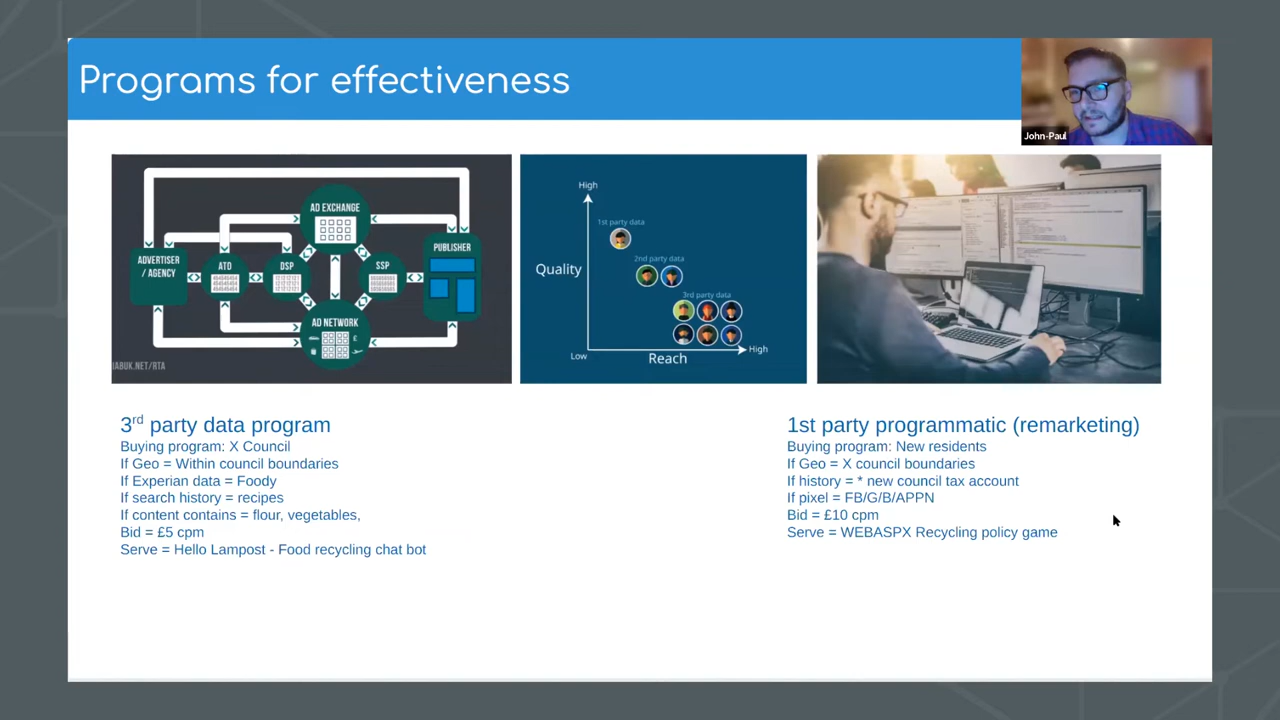 Programs for effectiveness
John-Paul
AD EXCHANGE
ADVERTISER
/ AGENCY
ATD
DSP
SSP
PUBLISHER
AD NETWORK
£
IABUK.NET/RTA
High
1st party data
2nd party data
Quality
3rd party data
Low
Reach
High
3rd party data program
Buying program: X Council
If Geo = Within council boundaries
If Experian data = Foody
If search history = recipes
If content contains = flour, vegetables,
Bid = £5 cpm
Serve = Hello Lampost - Food recycling chat bot
1st party programmatic (remarketing)
Buying program: New residents
If Geo = X council boundaries
If history = * new council tax account
If pixel = FB/G/B/APPN
Bid = £10 cpm
Serve = WEBASPX Recycling policy game